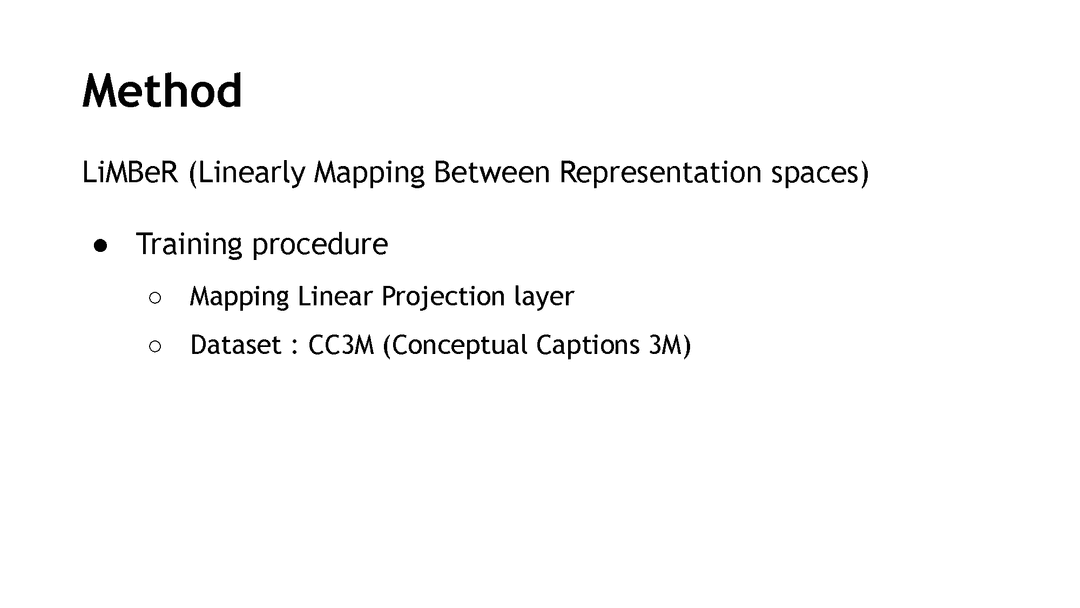 Method
LiMBeR (Linearly Mapping Between Representation spaces)
● Training procedure
○ Mapping Linear Projection layer
○ Dataset : CC3M (Conceptual Captions 3M)